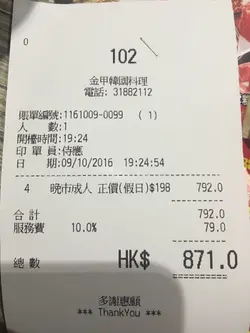 0
102
金甲韓國料理
電話: 31882112
賬單編號:1161009-0099 ( 1)
人 數:1
開檯時間:19:24
印 單 員:侍應
日 期:09/10/2016 19:24:54
4 晚市成人 正價(假日)$198 792.0
合計 792.0
服務費 10.0% 79.0
總數 HK$ 871.0
多謝惠顧
*** ThankYou ***